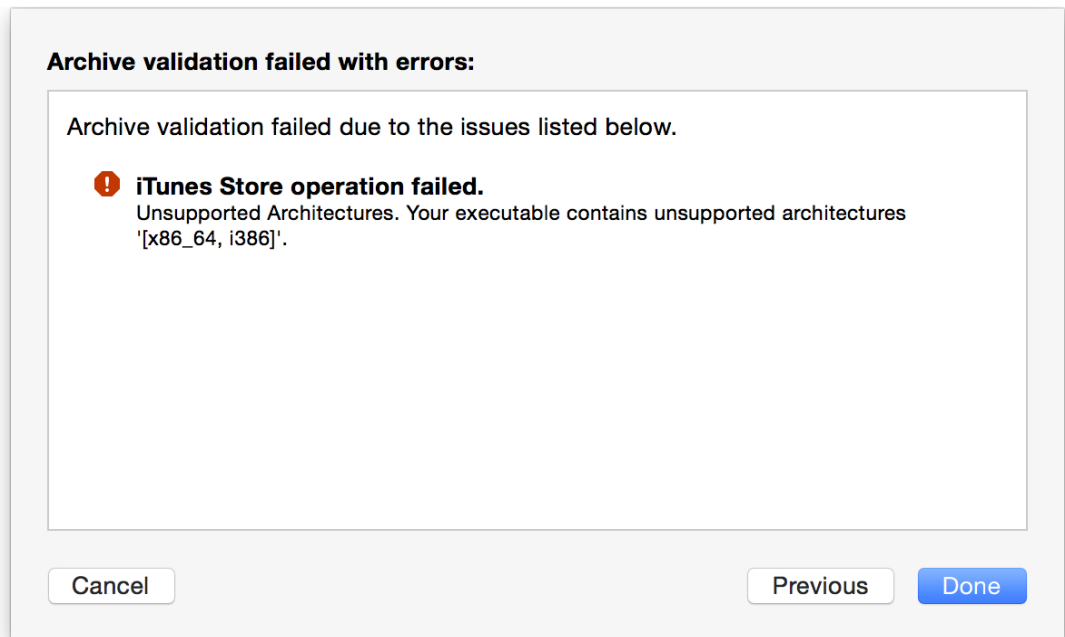 Archive validation failed with errors:
Archive validation failed due to the issues listed below.
iTunes Store operation failed.
Unsupported Architectures. Your executable contains unsupported architectures
'[x86_64, i386]'.
Cancel
Previous
Done